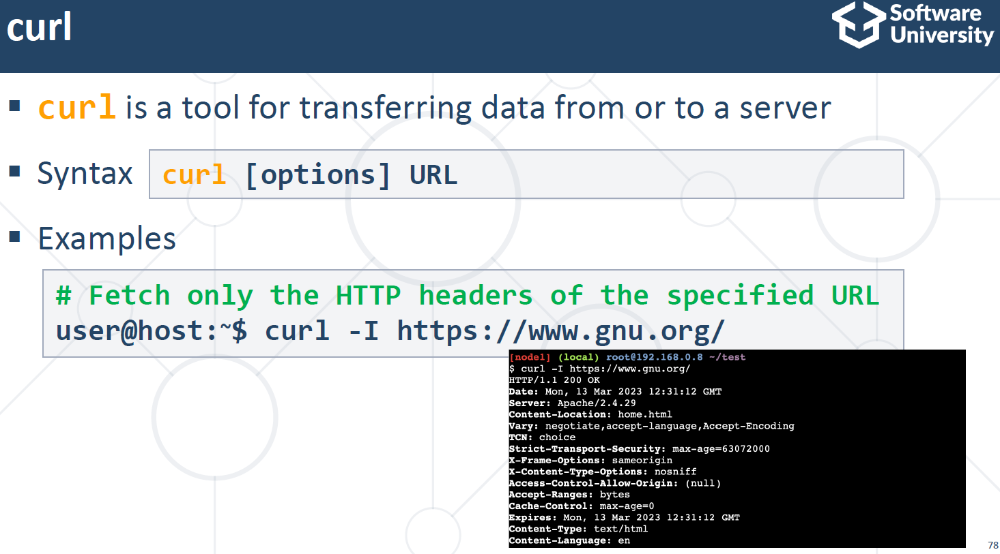 curl
Software
University
▪ curl is a tool for transferring data from or to a server
▪ Syntax
curl [options] URL
▪ Examples
# Fetch only the HTTP headers of the specified URL
user@host:~$ curl -I https://www.gnu.org/
[node1] (local) root@192.168.0.8 ~/test
$ curl -I https://www.gnu.org/
HTTP/1.1 200 OK
Date: Mon, 13 Mar 2023 12:31:12 GMT
Server: Apache/2.4.29
Content-Location: home.html
Vary: negotiate,accept-language,Accept-Encoding
TCN: choice
Strict-Transport-Security: max-age=63072000
X-Frame-Options: sameorigin
X-Content-Type-Options: nosniff
Access-Control-Allow-Origin: (null)
Accept-Ranges: bytes
Cache-Control: max-age=0
Expires: Mon, 13 Mar 2023 12:31:12 GMT
Content-Type: text/html
Content-Language: en
78